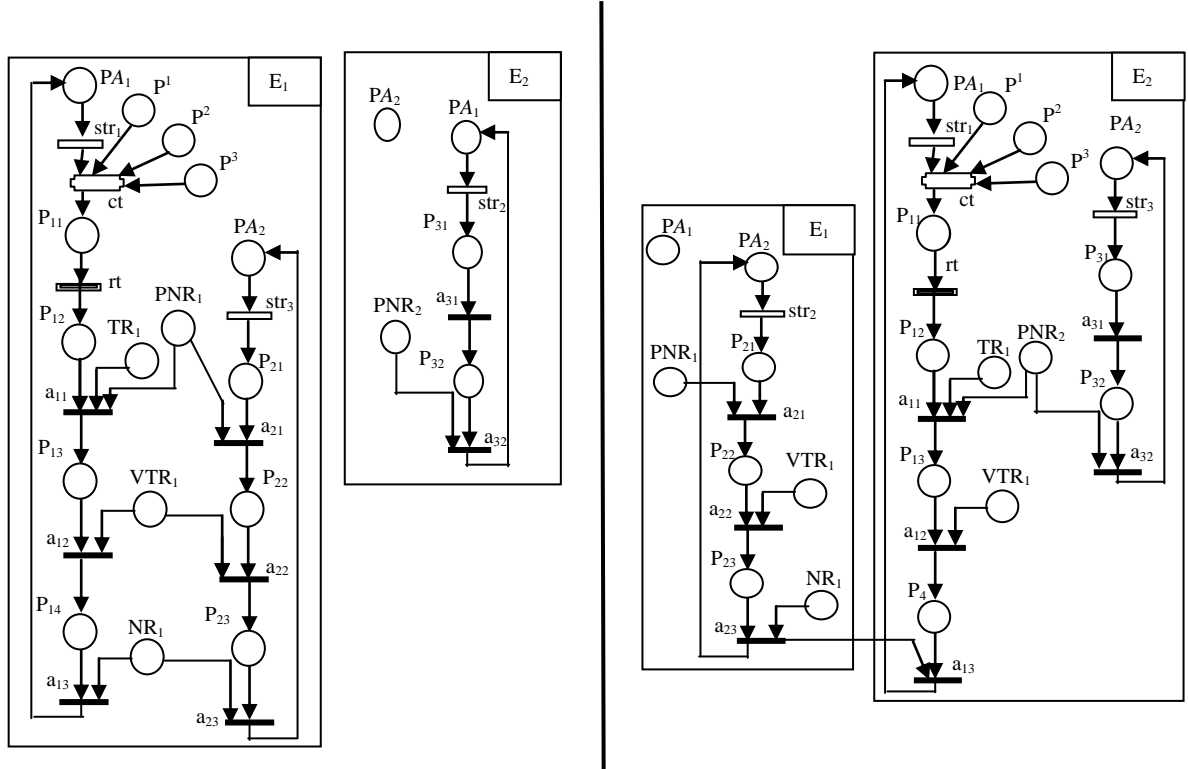 E₁
PA₁
P¹
str₁
P²
P³
ct
P₁₁
PA₂
rt
PNR₁
str₃
P₁₂
TR₁
P₂₁
a₁₁
a₂₁
P₁₃
VTR₁
P₂₂
a₁₂
a₂₂
P₁₄
P₂₃
NR₁
a₁₃
a₂₃
E₂
PA₂
PA₁
str₂
P₃₁
a₃₁
PNR₂
P₃₂
a₃₂
E₁
PA₁
PA₂
str₂
P₂₁
PNR₁
a₂₁
P₂₂
VTR₁
a₂₂
P₂₃
NR₁
a₂₃
E₂
PA₁
P¹
str₁
P²
PA₂
P³
ct
str₃
P₁₁
P₃₁
rt
a₃₁
P₁₂
PNR₂
TR₁
P₃₂
a₁₁
a₃₂
P₁₃
VTR₁
a₁₂
P₄
a₁₃